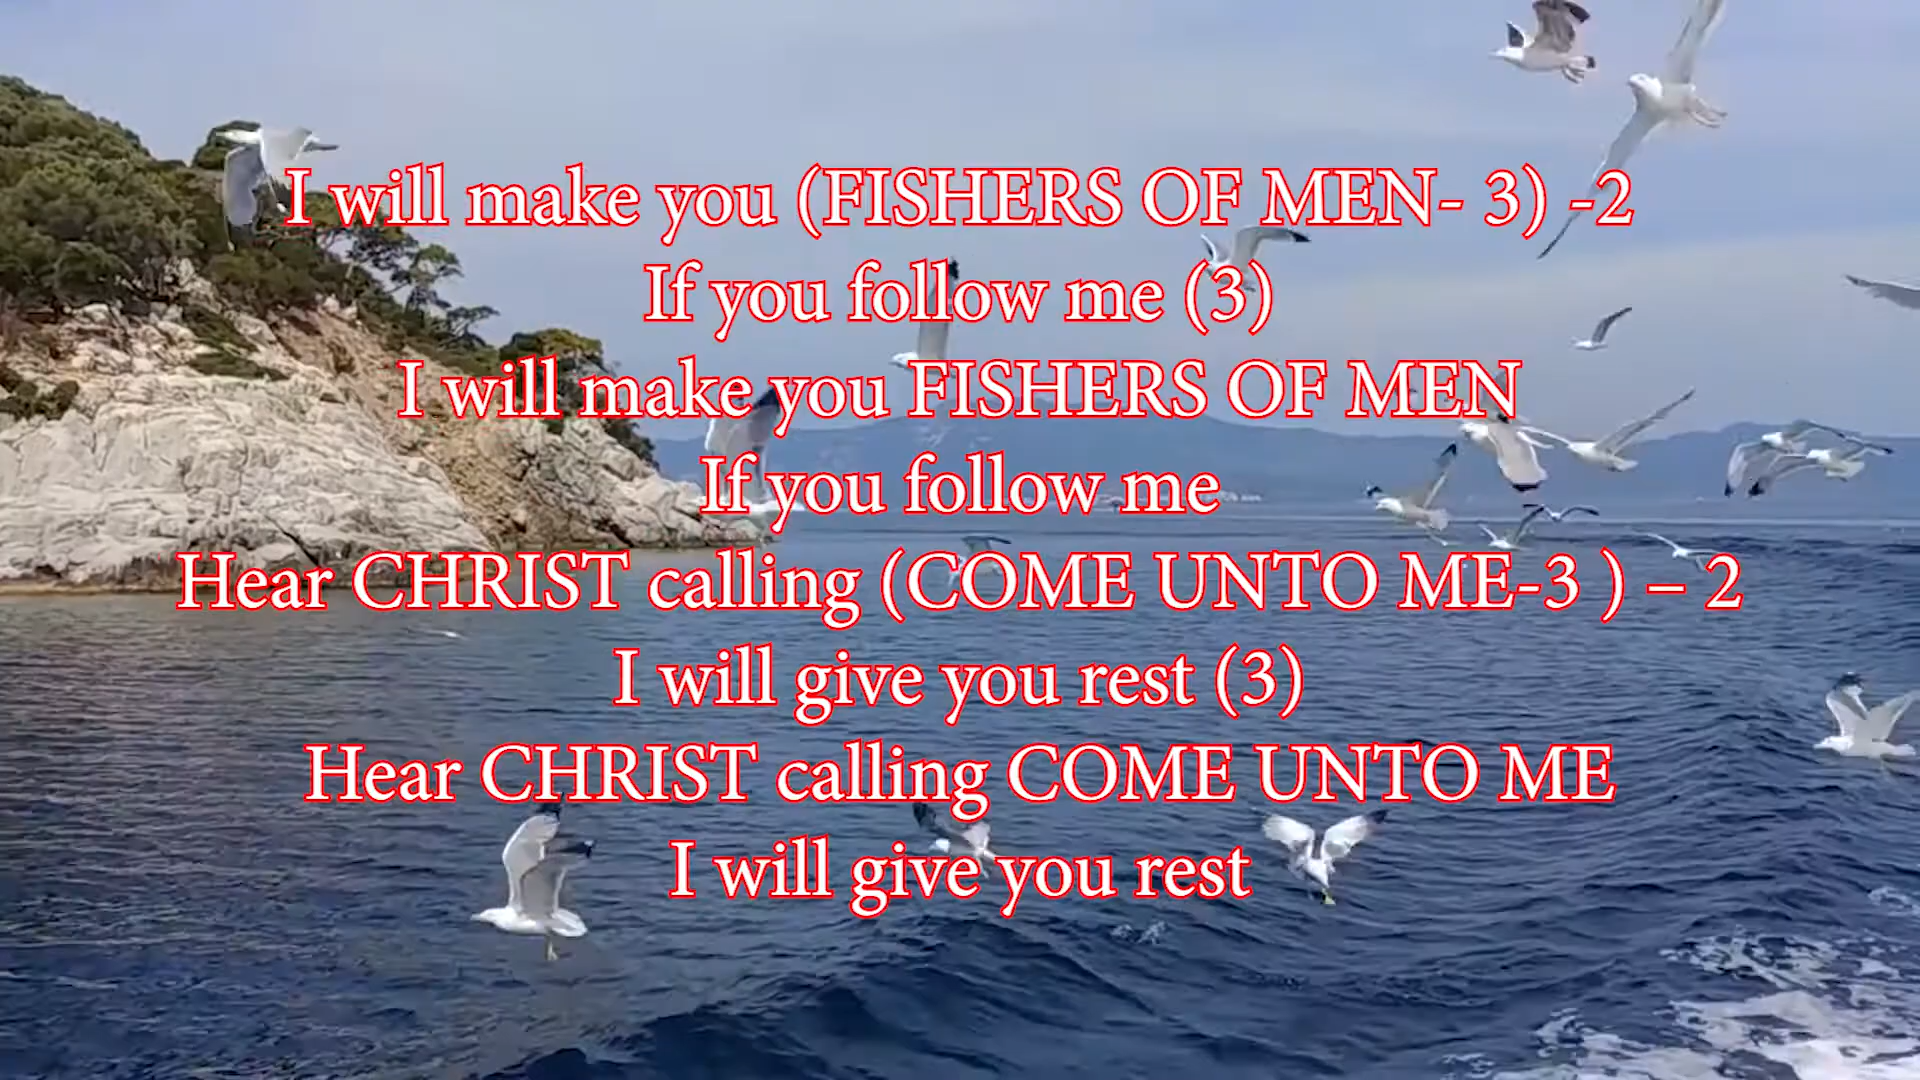 I will make you (FISHERS OF MEN- 3) -2
If you follow me (3)
I will make you FISHERS OF MEN
If you follow me
Hear CHRIST calling (COME UNTO ME-3 ) – 2
I will give you rest (3)
Hear CHRIST calling COME UNTO ME
I will give you rest